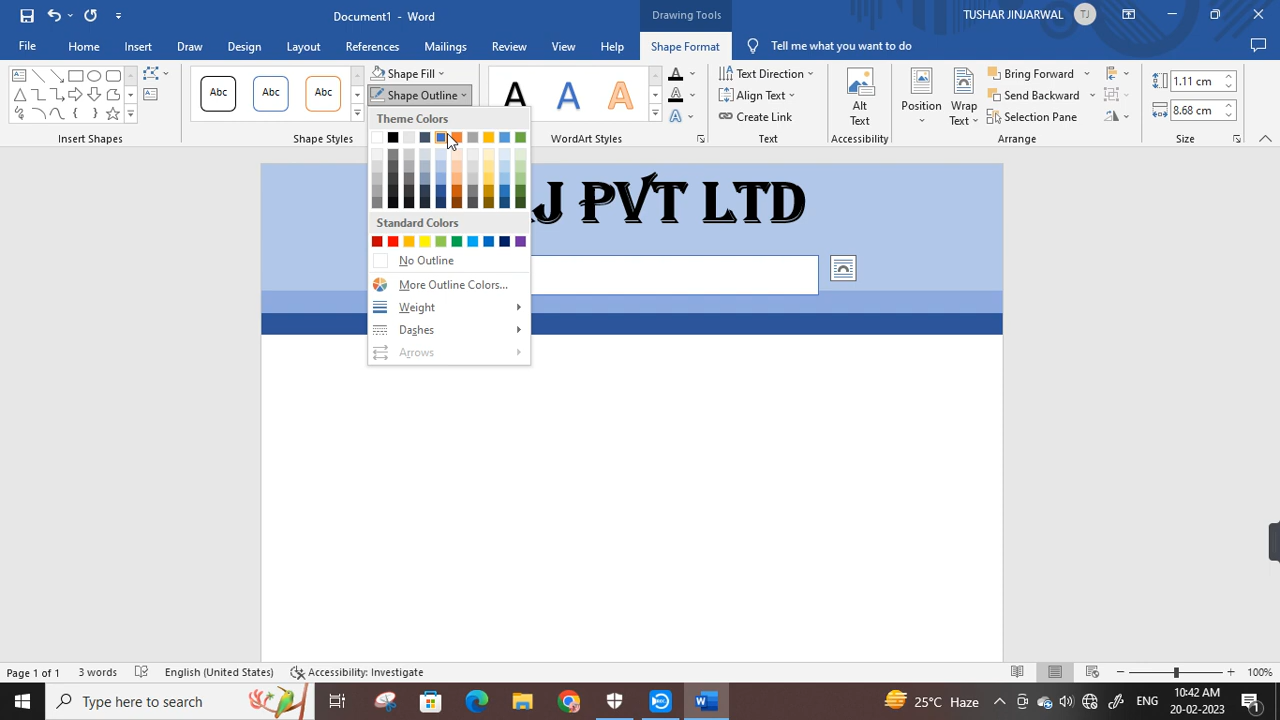 Document1 - Word
Drawing Tools
TUSHAR JINJARWAL TJ
File Home Insert Draw Design Layout References Mailings Review View Help Shape Format Tell me what you want to do
Abc Abc Abc
Shape Fill
Shape Outline
A A A
A
A
A
Text Direction
Align Text
Create Link
Alt Text
Position
Wrap Text
Bring Forward
Send Backward
Selection Pane
1.11 cm
8.68 cm
Insert Shapes Shape Styles WordArt Styles Text Accessibility Arrange Size
Theme Colors
Standard Colors
No Outline
More Outline Colors...
Weight
Dashes
Arrows
J PVT LTD
Page 1 of 1 3 words English (United States) Accessibility: Investigate 100%
Type here to search
25°C Haze
ENG
10:42 AM
20-02-2023
1